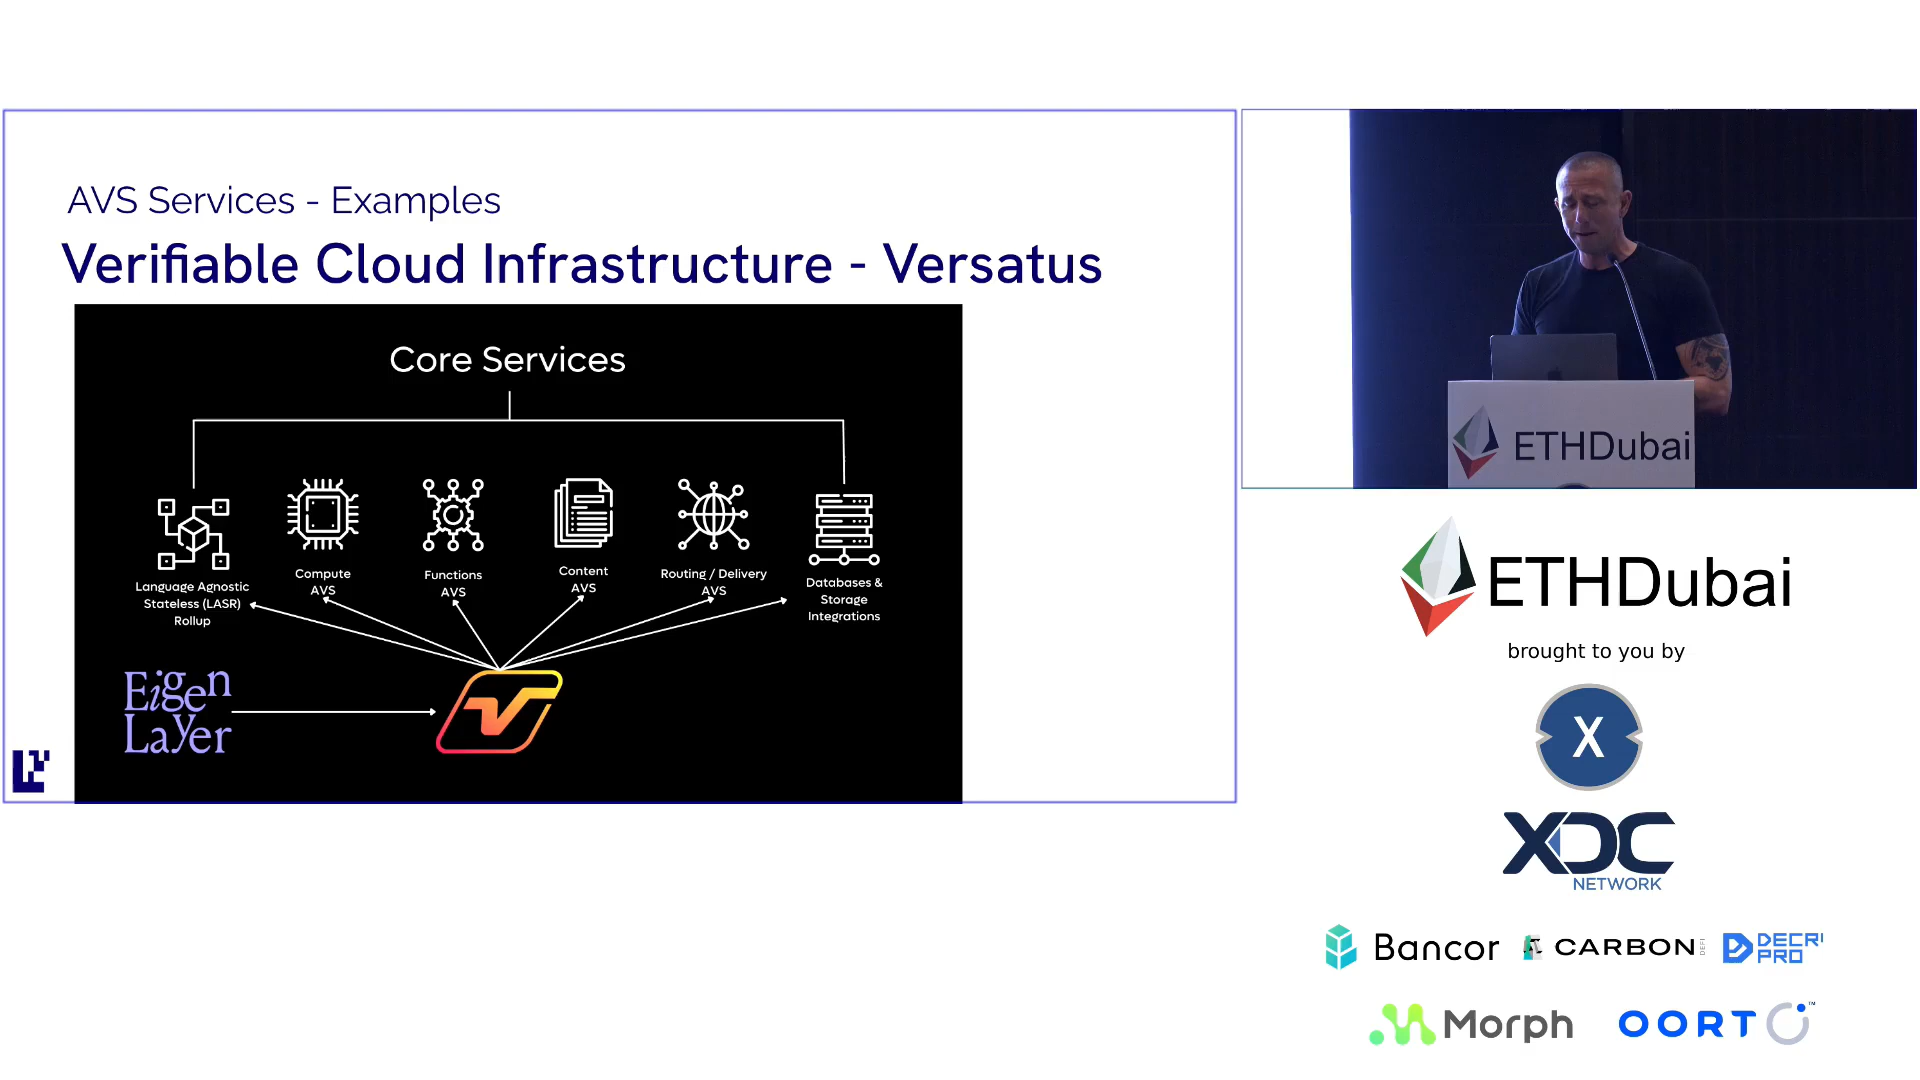 AVS Services - Examples
Verifiable Cloud Infrastructure - Versatus
Core Services
Language Agnostic
Stateless (LASR)
Rollup
Compute
AVS
Functions
AVS
Content
AVS
Routing / Delivery
AVS
Databases &
Storage
Integrations
Eigen
Layer
ETHDubai
ETHDubai
brought to you by
X
XDC
NETWORK
Bancor
CARBON
DEFI
DECRI
PRO
Morph
OORT
TM